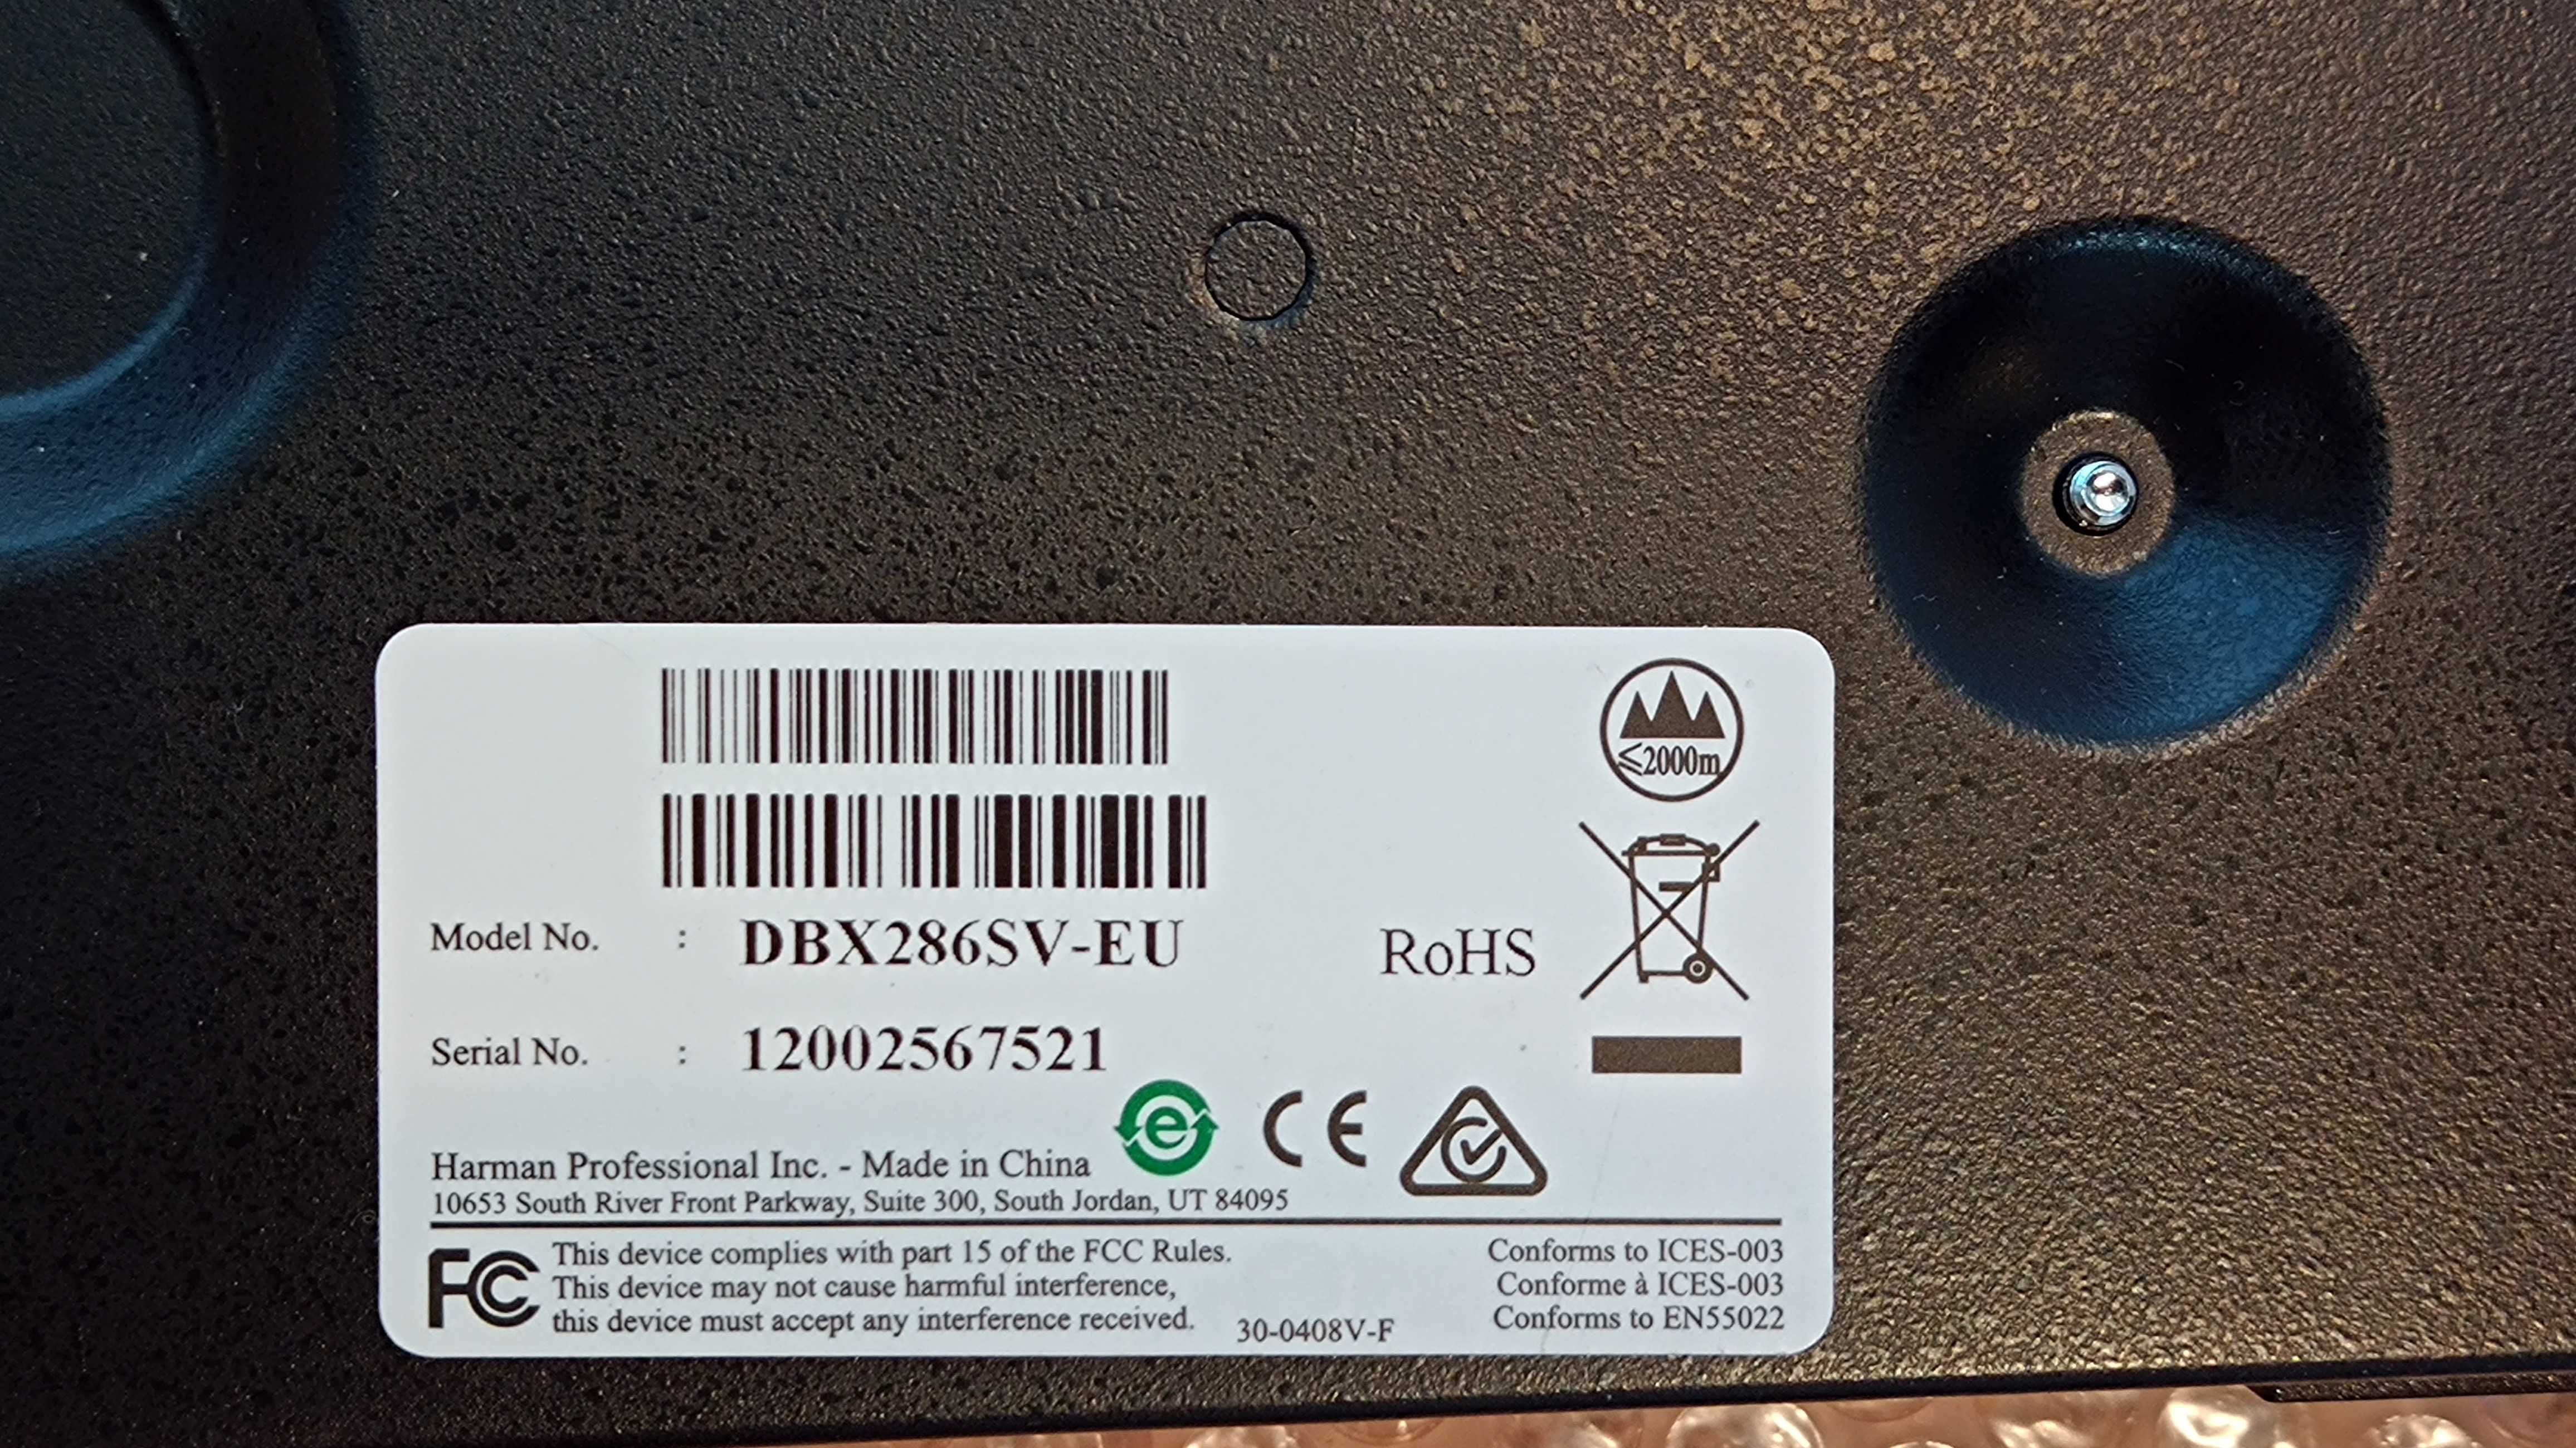 ≤2000m
Model No. : DBX286SV-EU
RoHS
Serial No. : 12002567521
e
CE
Harman Professional Inc. - Made in China
10653 South River Front Parkway, Suite 300, South Jordan, UT 84095
FC
This device complies with part 15 of the FCC Rules.
This device may not cause harmful interference,
this device must accept any interference received.
30-0408V-F
Conforms to ICES-003
Conforme à ICES-003
Conforms to EN55022